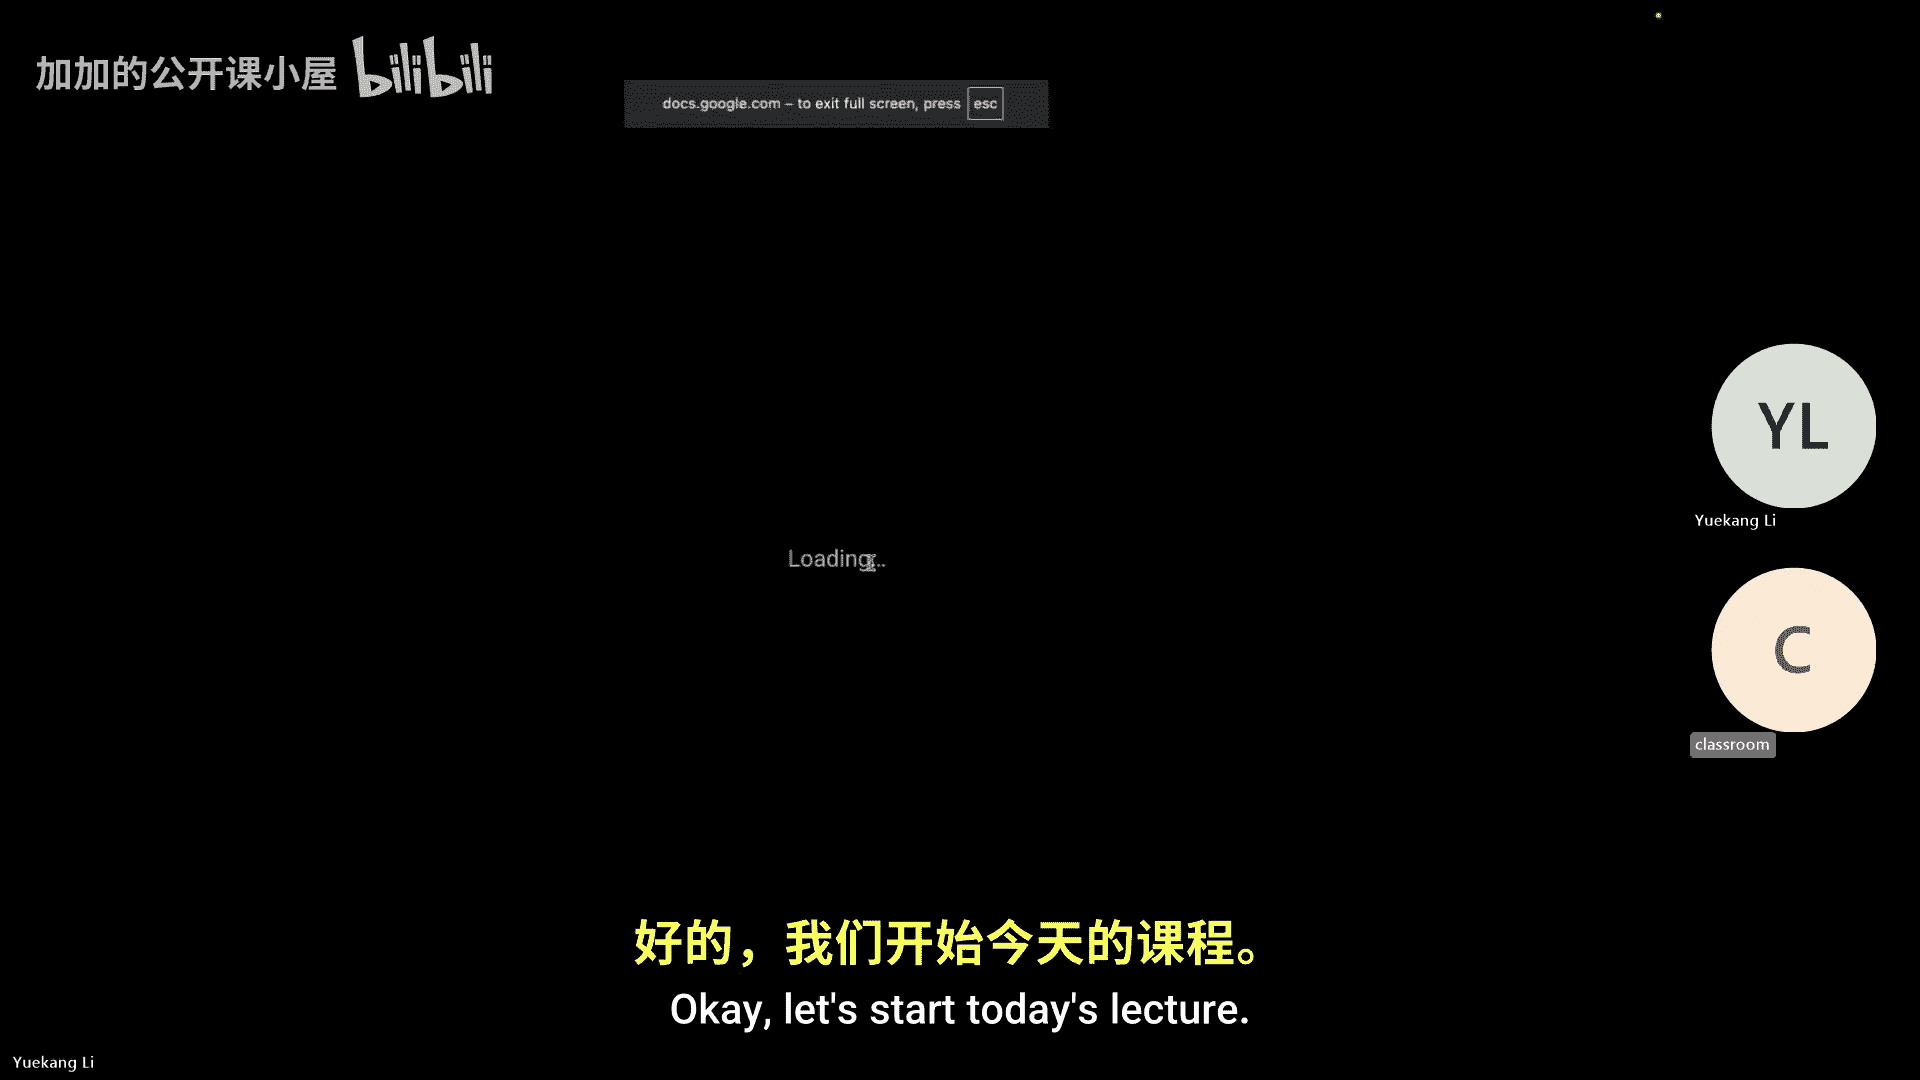 加加的公开课小屋 bilibili
docs.google.com – to exit full screen, press esc
YL
Yuekang Li
Loading...
C
classroom
好的，我们开始今天的课程。
Okay, let's start today's lecture.
Yuekang Li